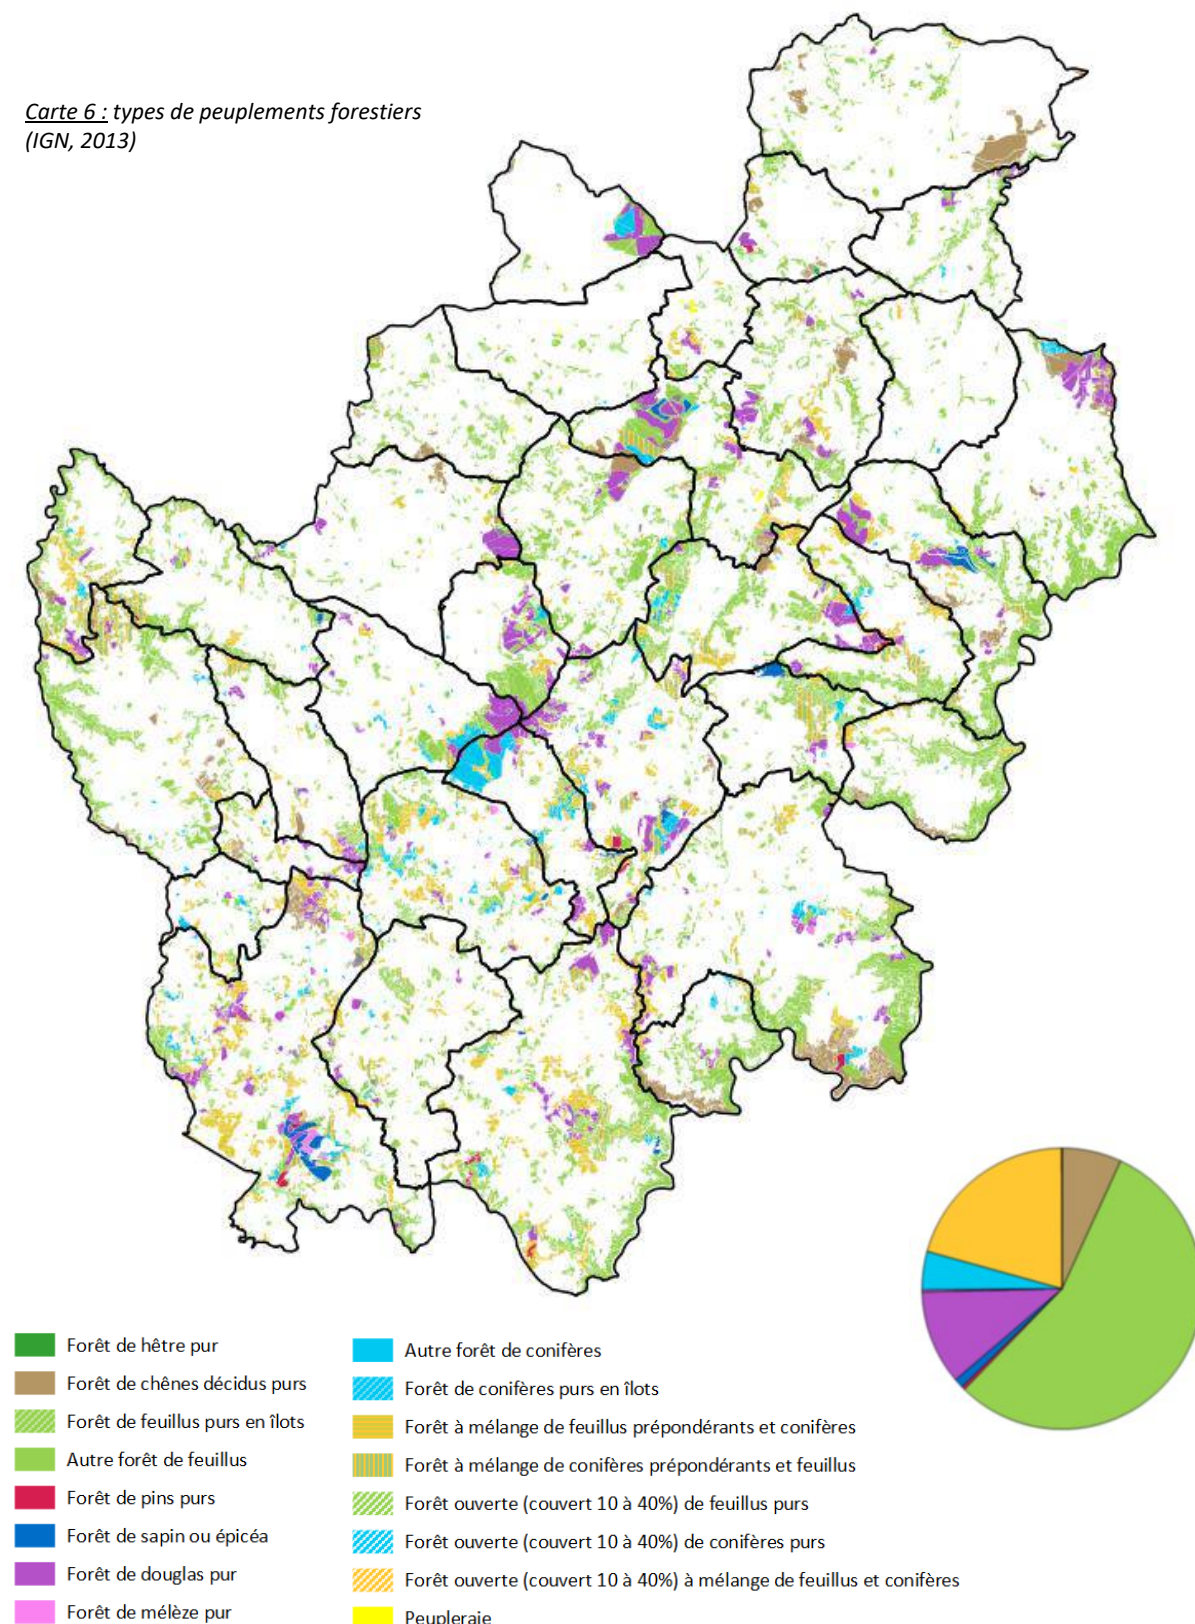 Carte 6 : types de peuplements forestiers
(IGN, 2013)
Forêt de hêtre pur
Forêt de chênes décidus purs
Forêt de feuillus purs en îlots
Autre forêt de feuillus
Forêt de pins purs
Forêt de sapin ou épicéa
Forêt de douglas pur
Forêt de mélèze pur
Autre forêt de conifères
Forêt de conifères purs en îlots
Forêt à mélange de feuillus prépondérants et conifères
Forêt à mélange de conifères prépondérants et feuillus
Forêt ouverte (couvert 10 à 40%) de feuillus purs
Forêt ouverte (couvert 10 à 40%) de conifères purs
Forêt ouverte (couvert 10 à 40%) à mélange de feuillus et conifères
Peupleraie